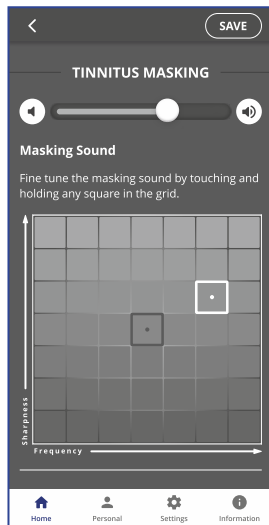 SAVE
TINNITUS MASKING
Masking Sound
Fine tune the masking sound by touching and
holding any square in the grid.
Sharpness
Frequency
Home Personal Settings Information